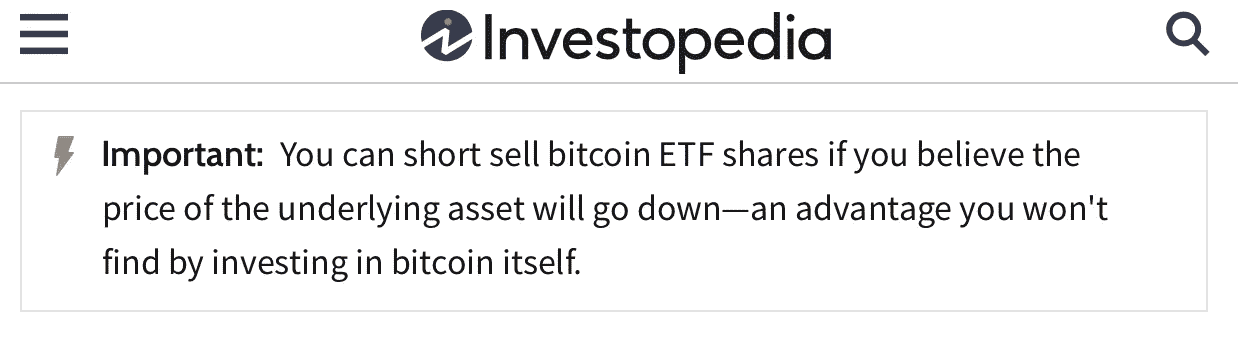 Investopedia
Important: You can short sell bitcoin ETF shares if you believe the
price of the underlying asset will go down—an advantage you won't
find by investing in bitcoin itself.